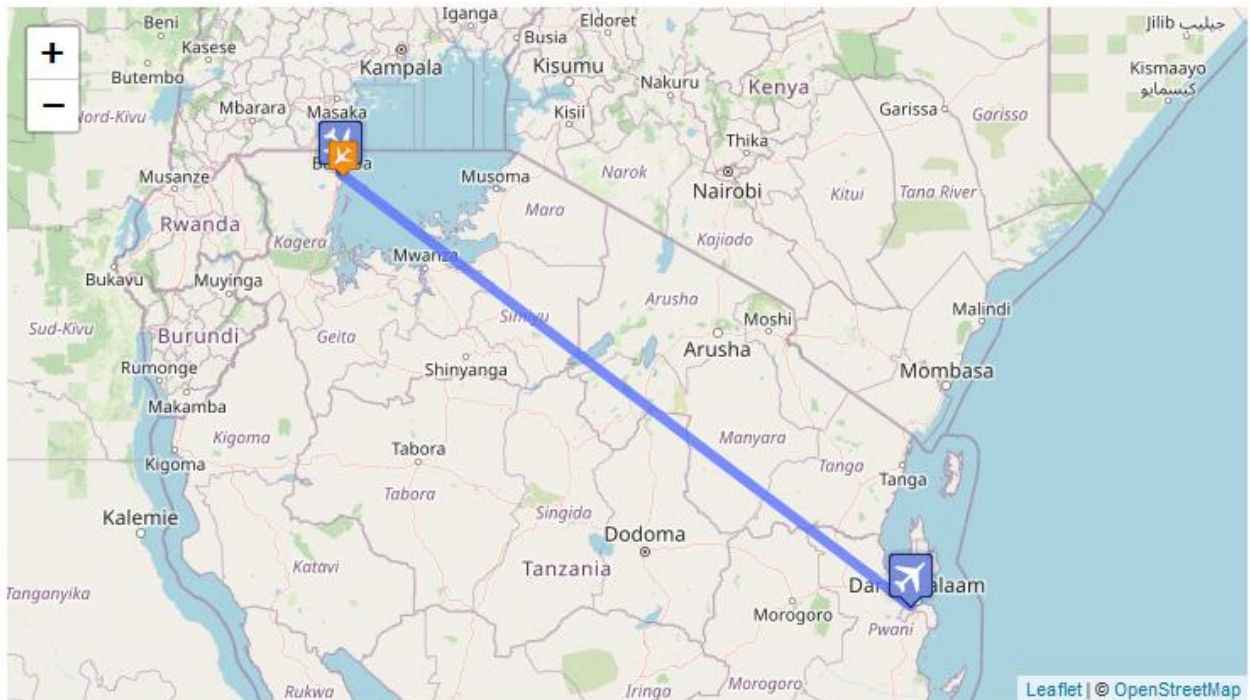 Beni
Iganga
Eldoret
Jilib جيليب
+
Kasese
Busia
Kampala
Kisumu
Kismaayo
كيسمايو
Butembo
Nakuru
Kenya
−
Mbarara
Masaka
Kisii
Garissa
Garissa
Nord-Kivu
Thika
Musanze
Musoma
Narok
Nairobi
Kitui
Tana River
Rwanda
Mara
Kagera
Kajiado
Mwanza
Bukavu
Muyinga
Arusha
Malindi
Sud-Kivu
Simiyu
Moshi
Burundi
Geita
Arusha
Rumonge
Shinyanga
Mombasa
Makamba
Kigoma
Manyara
Tabora
Kigoma
Tanga
Tanga
Tabora
Kalemie
Singida
Dodoma
Katavi
Tanzania
Dar alaam
Tanganyika
Morogoro
Pwani
Rukwa
Iringa
Morogoro
Leaflet | © OpenStreetMap